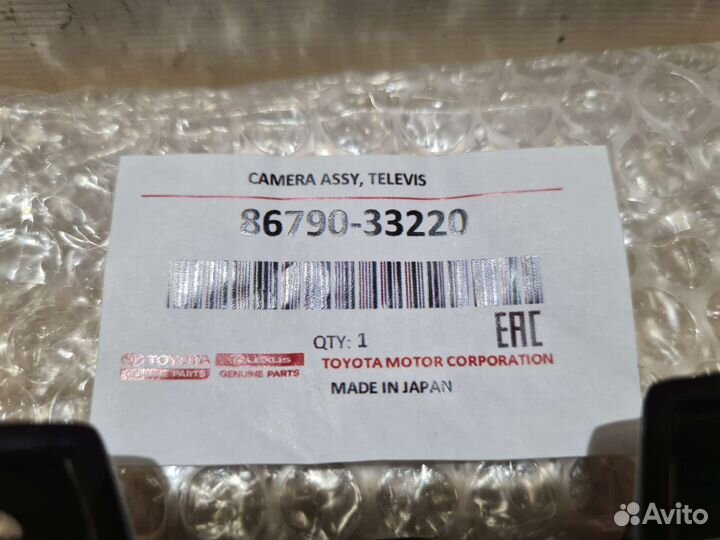 CAMERA ASSY, TELEVIS
86790-33220
QTY: 1
EAC
TOYOTA
GENUINE PARTS
LEXUS
GENUINE PARTS
TOYOTA MOTOR CORPORATION
MADE IN JAPAN
Avito